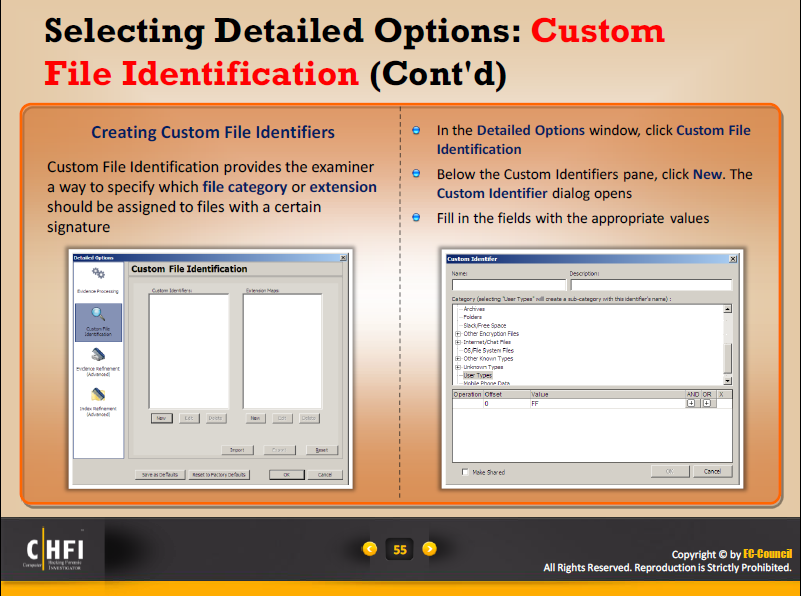 Selecting Detailed Options: Custom
File Identification (Cont'd)
Creating Custom File Identifiers
Custom File Identification provides the examiner
a way to specify which file category or extension
should be assigned to files with a certain
signature
In the Detailed Options window, click Custom File
Identification
Below the Custom Identifiers pane, click New. The
Custom Identifier dialog opens
Fill in the fields with the appropriate values
Detailed Options
Custom File Identification
Evidence Processing
Custom File
Identification
Evidence Refinement
(Advanced)
Index Refinement
(Advanced)
Custom Identifiers:
Extension Maps:
New
Edit
Delete
New
Edit
Delete
Import
Export
Reset
Save as Defaults
Reset to Factory Defaults
OK
Cancel
Custom Identifier
Name:
Description:
Category (selecting "User Types" will create a sub-category with this identifier's name) :
Archives
Folders
Slack/Free Space
Other Encryption Files
Internet/Chat Files
OS/File System Files
Other Known Types
Unknown Types
User Types
Mobile Phone Data
Operation Offset Value AND OR X
0 FF
Make Shared
OK
Cancel
CHFI
Computer Hacking Forensic
INVESTIGATOR
55
Copyright © by EC-Council
All Rights Reserved. Reproduction is Strictly Prohibited.